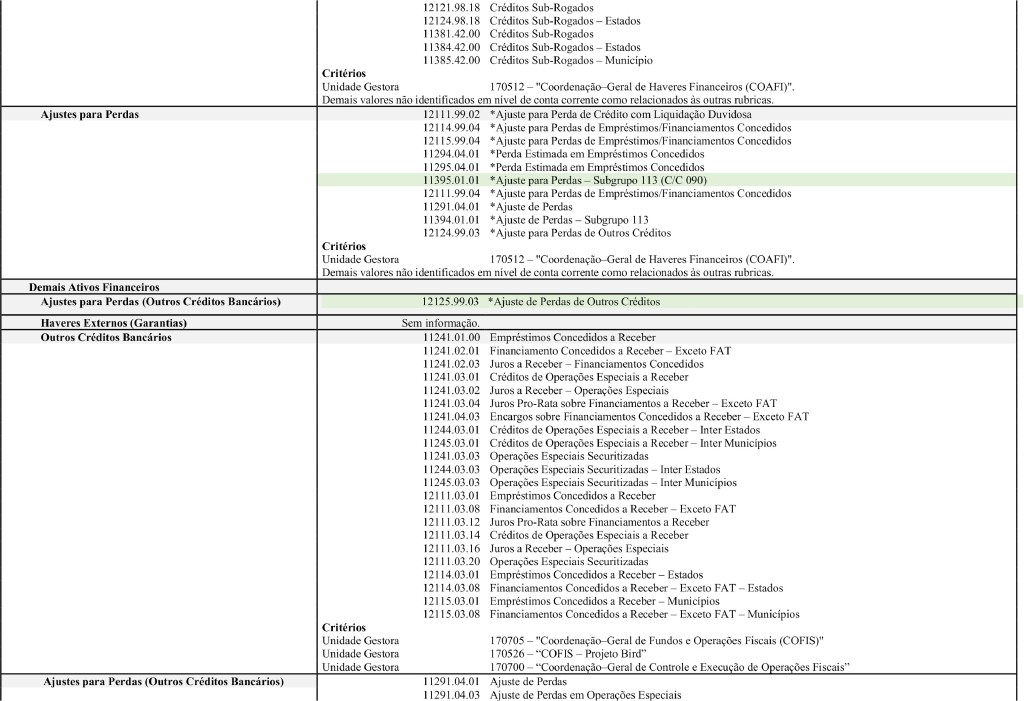 12121.98.18 Créditos Sub-Rogados
12124.98.18 Créditos Sub-Rogados – Estados
11381.42.00 Créditos Sub-Rogados
11384.42.00 Créditos Sub-Rogados – Estados
11385.42.00 Créditos Sub-Rogados – Município
Critérios
Unidade Gestora 170512 – "Coordenação–Geral de Haveres Financeiros (COAFI)".
Demais valores não identificados em nível de conta corrente como relacionados às outras rubricas.
Ajustes para Perdas 12111.99.02 *Ajuste para Perda de Crédito com Liquidação Duvidosa
12114.99.04 *Ajuste para Perdas de Empréstimos/Financiamentos Concedidos
12115.99.04 *Ajuste para Perdas de Empréstimos/Financiamentos Concedidos
11294.04.01 *Perda Estimada em Empréstimos Concedidos
11295.04.01 *Perda Estimada em Empréstimos Concedidos
11395.01.01 *Ajuste para Perdas – Subgrupo 113 (C/C 090)
12111.99.04 *Ajuste para Perdas de Empréstimos/Financiamentos Concedidos
11291.04.01 *Ajuste de Perdas
11394.01.01 *Ajuste de Perdas – Subgrupo 113
12124.99.03 *Ajuste para Perdas de Outros Créditos
Critérios
Unidade Gestora 170512 – "Coordenação–Geral de Haveres Financeiros (COAFI)".
Demais valores não identificados em nível de conta corrente como relacionados às outras rubricas.
Demais Ativos Financeiros
Ajustes para Perdas (Outros Créditos Bancários) 12125.99.03 *Ajuste de Perdas de Outros Créditos
Haveres Externos (Garantias) Sem informação.
Outros Créditos Bancários 11241.01.00 Empréstimos Concedidos a Receber
11241.02.01 Financiamento Concedidos a Receber – Exceto FAT
11241.02.03 Juros a Receber – Financiamentos Concedidos
11241.03.01 Créditos de Operações Especiais a Receber
11241.03.02 Juros a Receber – Operações Especiais
11241.03.04 Juros Pro-Rata sobre Financiamentos a Receber – Exceto FAT
11241.04.03 Encargos sobre Financiamentos Concedidos a Receber – Exceto FAT
11244.03.01 Créditos de Operações Especiais a Receber – Inter Estados
11245.03.01 Créditos de Operações Especiais a Receber – Inter Municípios
11241.03.03 Operações Especiais Securitizadas
11244.03.03 Operações Especiais Securitizadas – Inter Estados
11245.03.03 Operações Especiais Securitizadas – Inter Municípios
12111.03.01 Empréstimos Concedidos a Receber
12111.03.08 Financiamentos Concedidos a Receber – Exceto FAT
12111.03.12 Juros Pro-Rata sobre Financiamentos a Receber
12111.03.14 Créditos de Operações Especiais a Receber
12111.03.16 Juros a Receber – Operações Especiais
12111.03.20 Operações Especiais Securitizadas
12114.03.01 Empréstimos Concedidos a Receber – Estados
12114.03.08 Financiamentos Concedidos a Receber – Exceto FAT – Estados
12115.03.01 Empréstimos Concedidos a Receber – Municípios
12115.03.08 Financiamentos Concedidos a Receber – Exceto FAT – Municípios
Critérios
Unidade Gestora 170705 – "Coordenação–Geral de Fundos e Operações Fiscais (COFIS)"
Unidade Gestora 170526 – “COFIS – Projeto Bird”
Unidade Gestora 170700 – “Coordenação–Geral de Controle e Execução de Operações Fiscais”
Ajustes para Perdas (Outros Créditos Bancários) 11291.04.01 Ajuste de Perdas
11291.04.03 Ajuste de Perdas em Operações Especiais